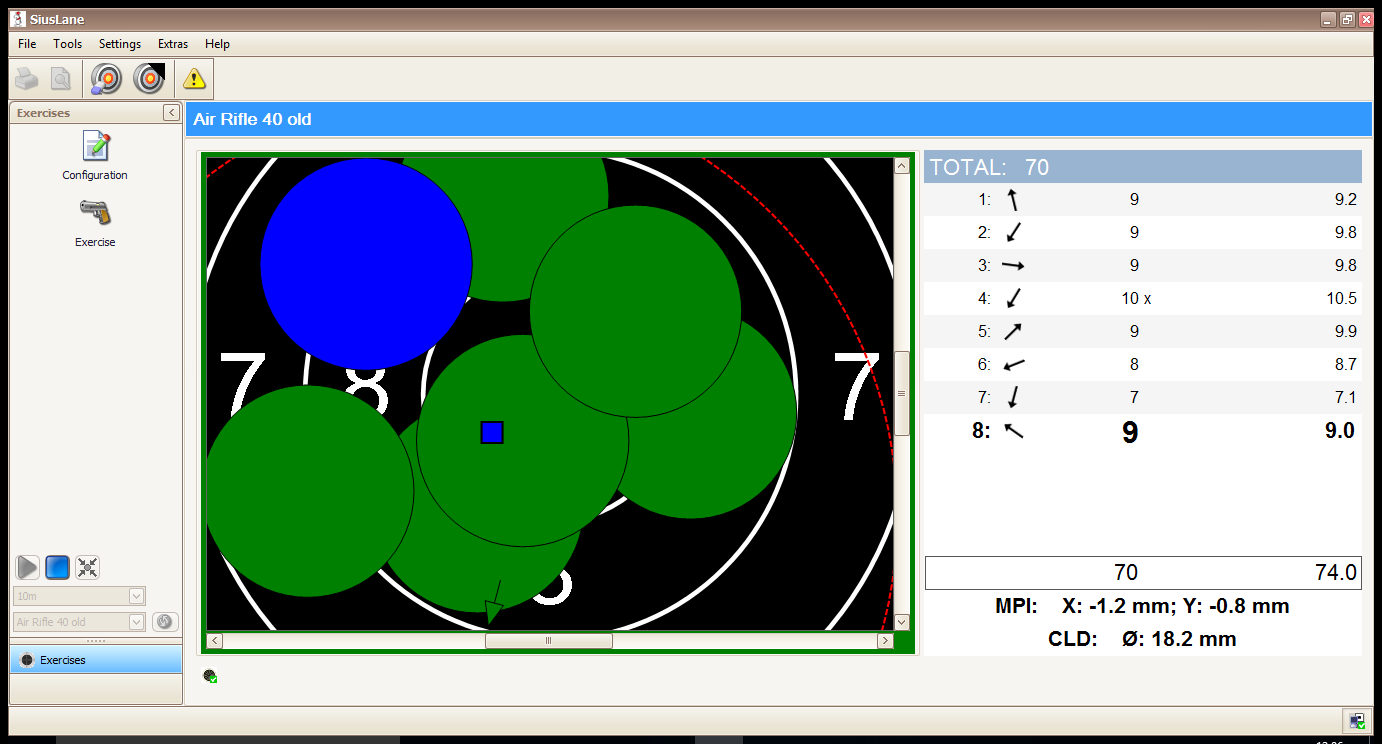 SiusLane
File Tools Settings Extras Help
Exercises
Configuration
Exercise
10m
Air Rifle 40 old
Exercises
Air Rifle 40 old
7 8 7
TOTAL: 70
1: 9 9.2
2: 9 9.8
3: 9 9.8
4: 10 x 10.5
5: 9 9.9
6: 8 8.7
7: 7 7.1
8: 9 9.0
70 74.0
MPI: X: -1.2 mm; Y: -0.8 mm
CLD: Ø: 18.2 mm